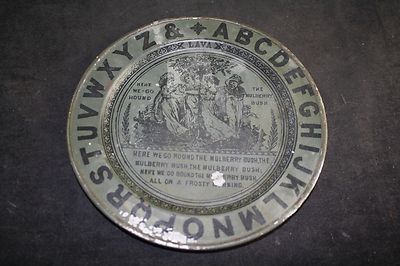 ABCDEFGHIJKLMNOPQRSTUVWXYZ&
LAVA
HERE
WE·GO
ROUND
THE
MULBERRY
BUSH
HERE WE GO ROUND THE MULBERRY BUSH, THE
MULBERRY BUSH, THE MULBERRY BUSH;
HERE WE GO ROUND THE MULBERRY BUSH
ALL ON A FROSTY MORNING.